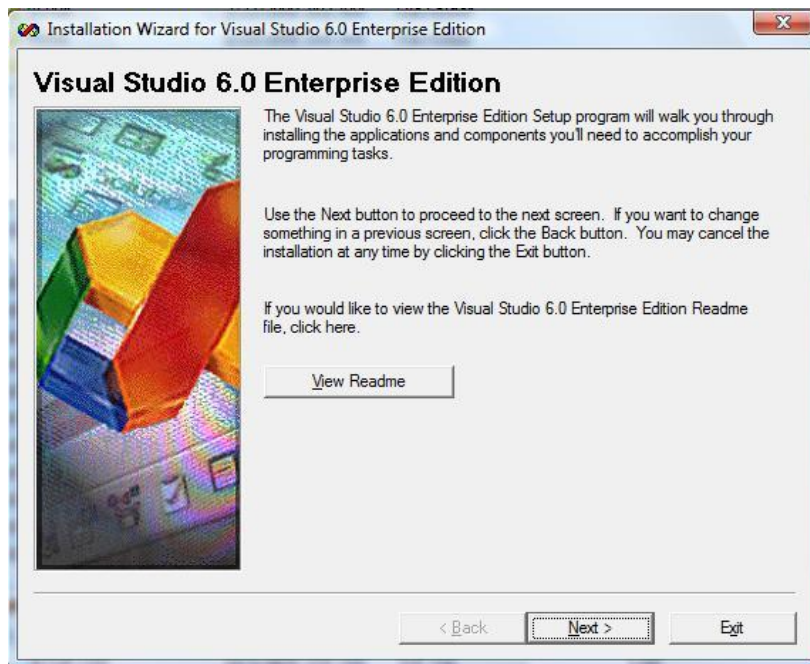 Installation Wizard for Visual Studio 6.0 Enterprise Edition
Visual Studio 6.0 Enterprise Edition
The Visual Studio 6.0 Enterprise Edition Setup program will walk you through
installing the applications and components you'll need to accomplish your
programming tasks.
Use the Next button to proceed to the next screen.  If you want to change
something in a previous screen, click the Back button.  You may cancel the
installation at any time by clicking the Exit button.
If you would like to view the Visual Studio 6.0 Enterprise Edition Readme
file, click here.
View Readme
< Back
Next >
Exit